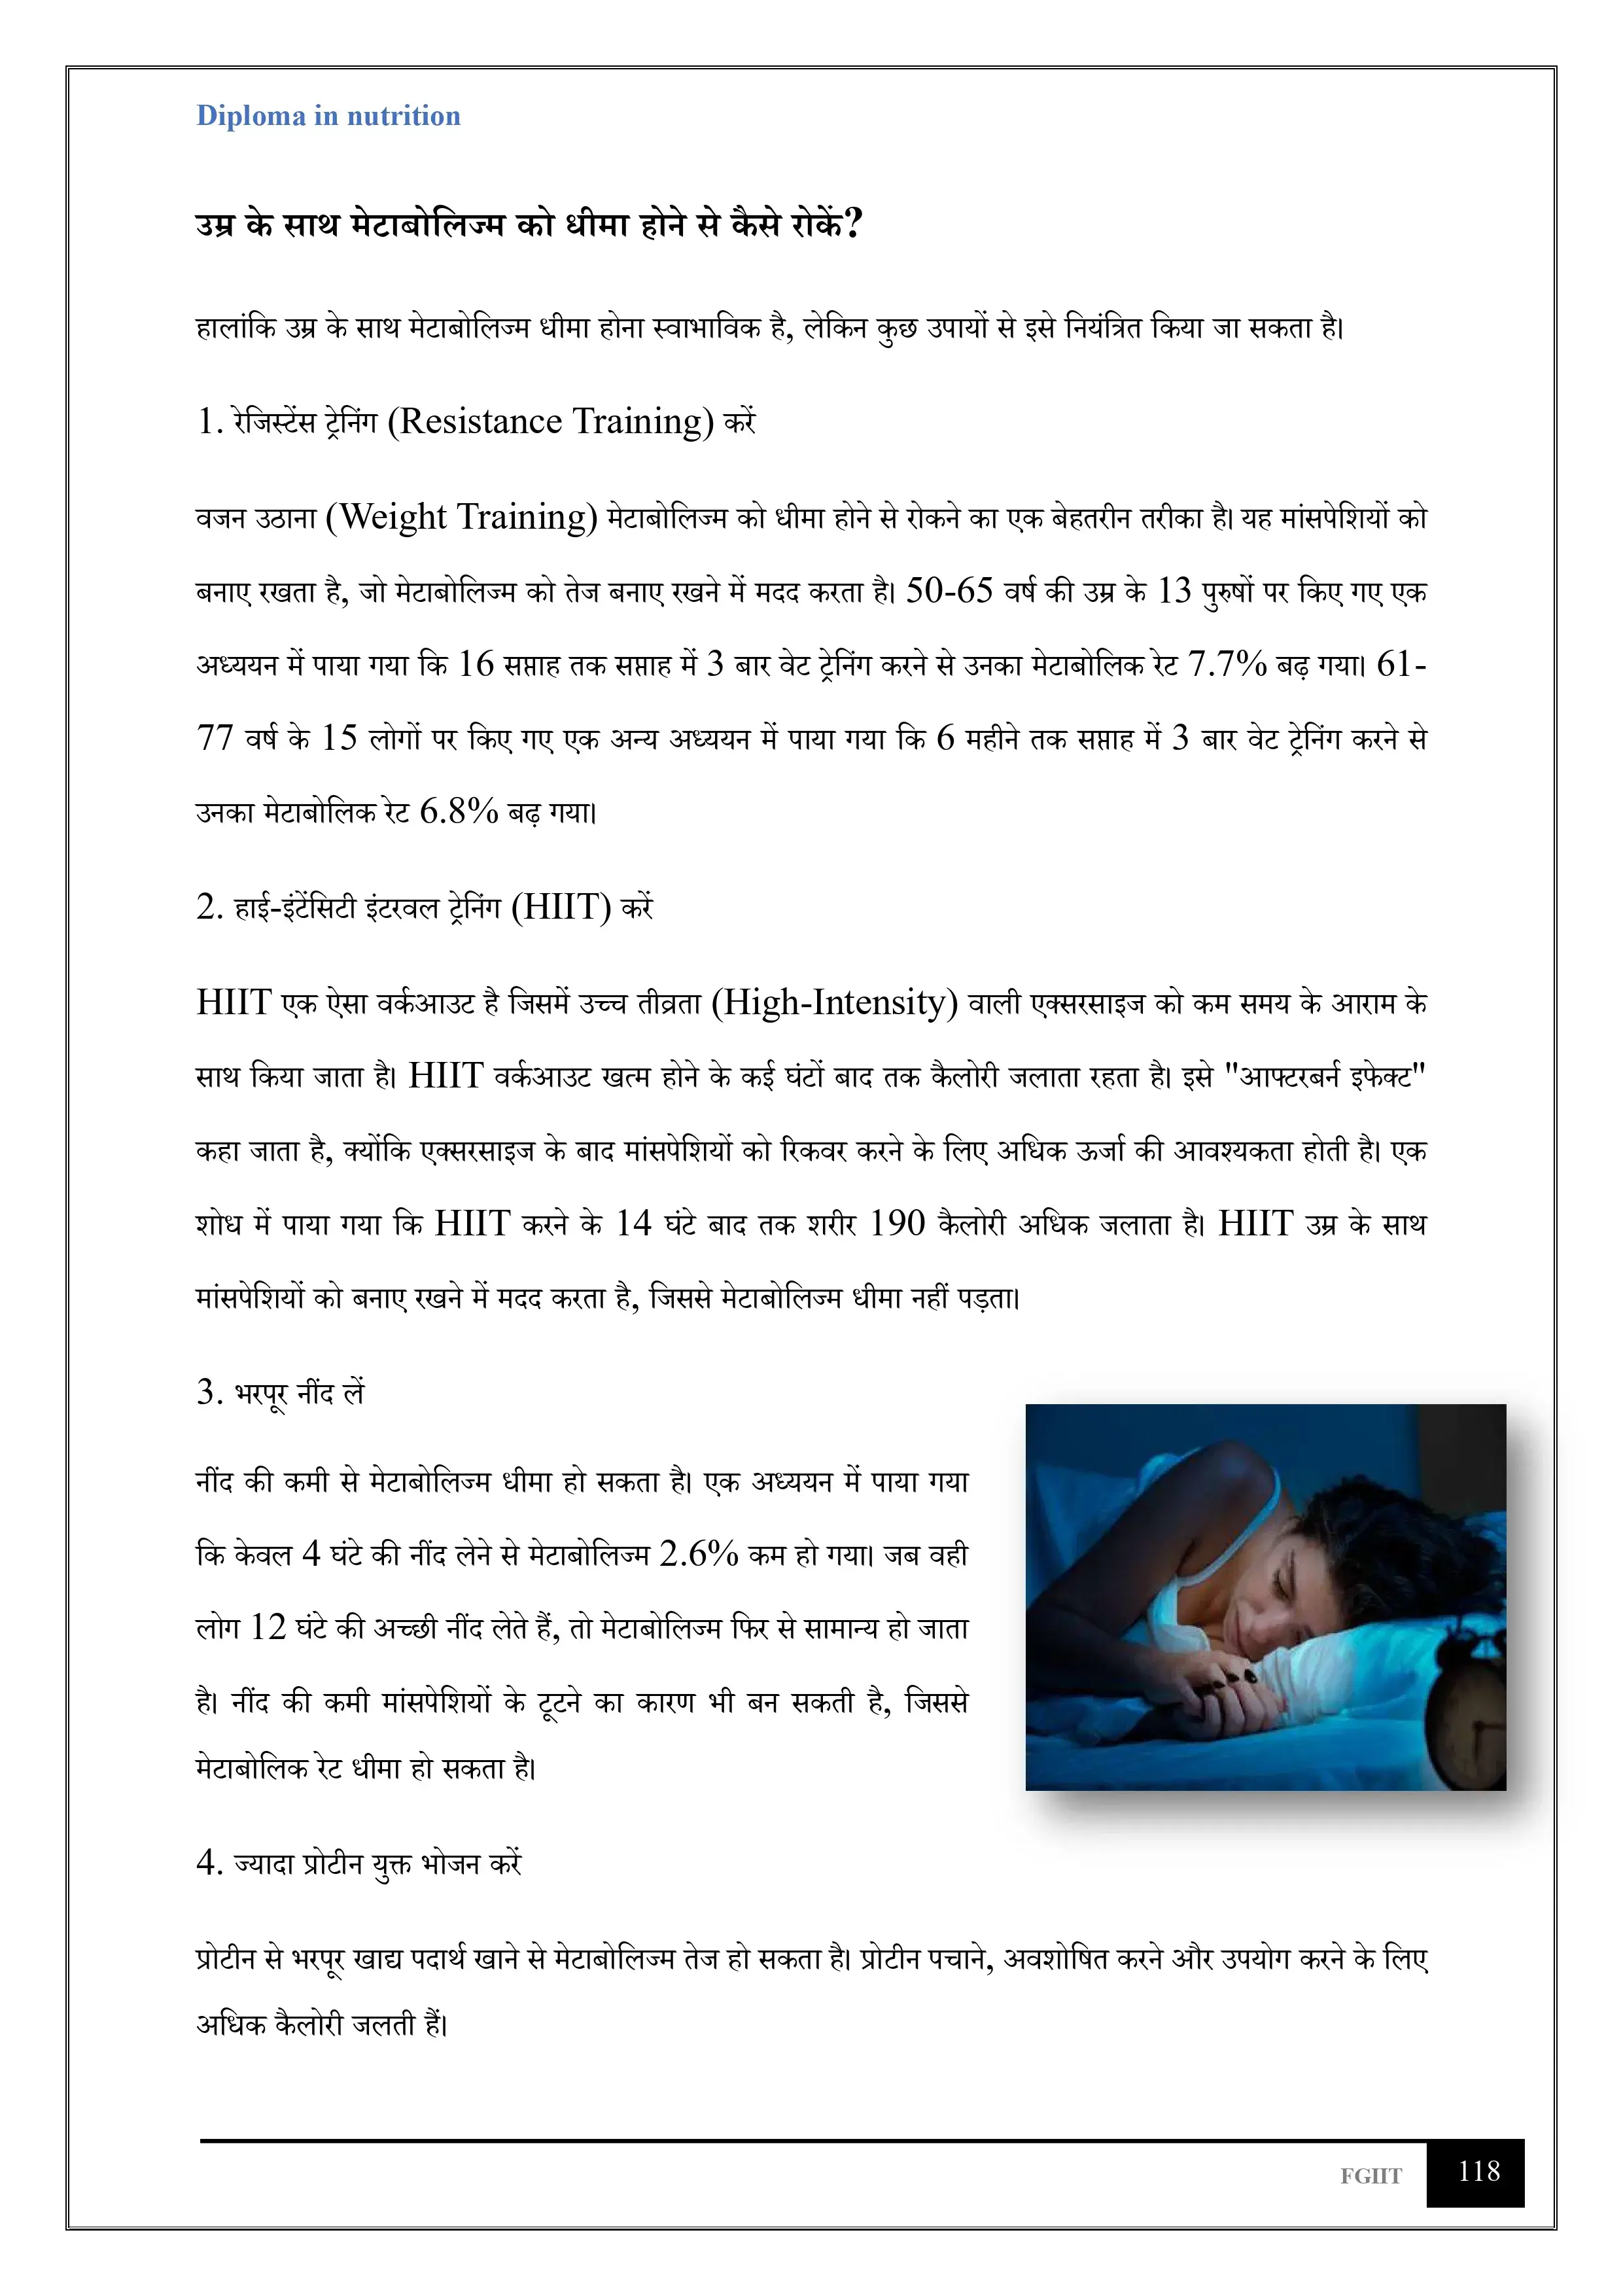 Diploma in nutrition
उम्र के साथ मेटाबोलिज्म को धीमा होने से कैसे रोकें?
हालांकि उम्र के साथ मेटाबोलिज्म धीमा होना स्वाभाविक है, लेकिन कुछ उपायों से इसे नियंत्रित किया जा सकता है।
1. रेजिस्टेंस ट्रेनिंग (Resistance Training) करें
वजन उठाना (Weight Training) मेटाबोलिज्म को धीमा होने से रोकने का एक बेहतरीन तरीका है। यह मांसपेशियों को
बनाए रखता है, जो मेटाबोलिज्म को तेज बनाए रखने में मदद करता है। 50-65 वर्ष की उम्र के 13 पुरुषों पर किए गए एक
अध्ययन में पाया गया कि 16 सप्ताह तक सप्ताह में 3 बार वेट ट्रेनिंग करने से उनका मेटाबोलिक रेट 7.7% बढ़ गया। 61-
77 वर्ष के 15 लोगों पर किए गए एक अन्य अध्ययन में पाया गया कि 6 महीने तक सप्ताह में 3 बार वेट ट्रेनिंग करने से
उनका मेटाबोलिक रेट 6.8% बढ़ गया।
2. हाई-इंटेंसिटी इंटरवल ट्रेनिंग (HIIT) करें
HIIT एक ऐसा वर्कआउट है जिसमें उच्च तीव्रता (High-Intensity) वाली एक्सरसाइज को कम समय के आराम के
साथ किया जाता है। HIIT वर्कआउट खत्म होने के कई घंटों बाद तक कैलोरी जलाता रहता है। इसे "आफ्टरबर्न इफेक्ट"
कहा जाता है, क्योंकि एक्सरसाइज के बाद मांसपेशियों को रिकवर करने के लिए अधिक ऊर्जा की आवश्यकता होती है। एक
शोध में पाया गया कि HIIT करने के 14 घंटे बाद तक शरीर 190 कैलोरी अधिक जलाता है। HIIT उम्र के साथ
मांसपेशियों को बनाए रखने में मदद करता है, जिससे मेटाबोलिज्म धीमा नहीं पड़ता।
3. भरपूर नींद लें
नींद की कमी से मेटाबोलिज्म धीमा हो सकता है। एक अध्ययन में पाया गया
कि केवल 4 घंटे की नींद लेने से मेटाबोलिज्म 2.6% कम हो गया। जब वही
लोग 12 घंटे की अच्छी नींद लेते हैं, तो मेटाबोलिज्म फिर से सामान्य हो जाता
है। नींद की कमी मांसपेशियों के टूटने का कारण भी बन सकती है, जिससे
मेटाबोलिक रेट धीमा हो सकता है।
4. ज्यादा प्रोटीन युक्त भोजन करें
प्रोटीन से भरपूर खाद्य पदार्थ खाने से मेटाबोलिज्म तेज हो सकता है। प्रोटीन पचाने, अवशोषित करने और उपयोग करने के लिए
अधिक कैलोरी जलती हैं।
FGIIT 118